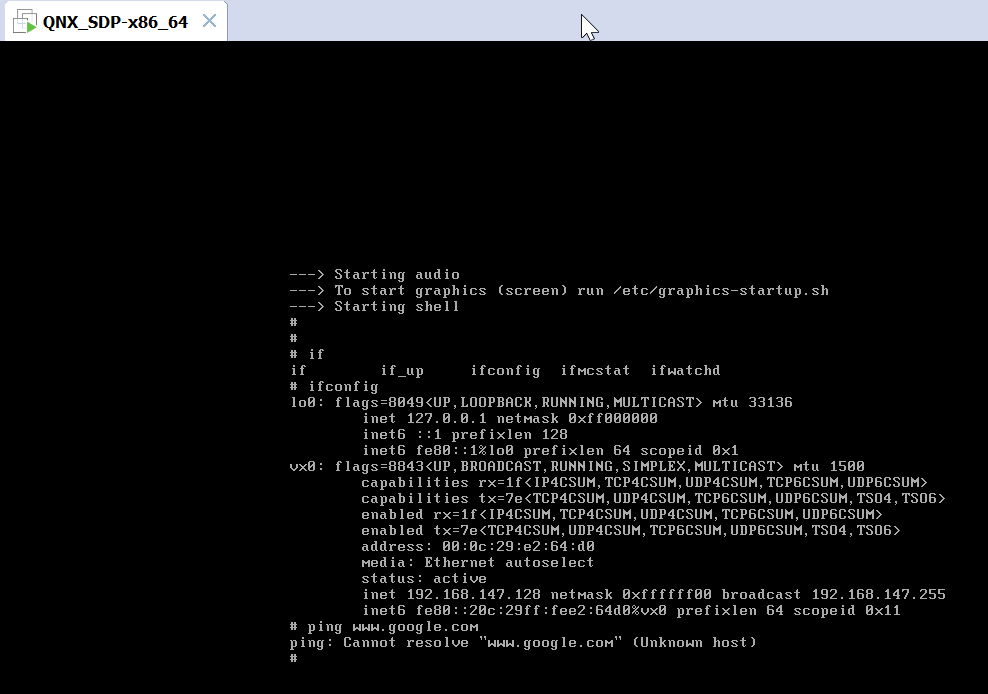 QNX_SDP-x86_64
---> Starting audio
---> To start graphics (screen) run /etc/graphics-startup.sh
---> Starting shell
#
#
# if
if if_up ifconfig ifmcstat ifwatchd
# ifconfig
lo0: flags=8049<UP,LOOPBACK,RUNNING,MULTICAST> mtu 33136
inet 127.0.0.1 netmask 0xff000000
inet6 ::1 prefixlen 128
inet6 fe80::1%lo0 prefixlen 64 scopeid 0x1
vx0: flags=8843<UP,BROADCAST,RUNNING,SIMPLEX,MULTICAST> mtu 1500
capabilities rx=1f<IP4CSUM,TCP4CSUM,UDP4CSUM,TCP6CSUM,UDP6CSUM>
capabilities tx=7e<TCP4CSUM,UDP4CSUM,TCP6CSUM,UDP6CSUM,TSO4,TSO6>
enabled rx=1f<IP4CSUM,TCP4CSUM,UDP4CSUM,TCP6CSUM,UDP6CSUM>
enabled tx=7e<TCP4CSUM,UDP4CSUM,TCP6CSUM,UDP6CSUM,TSO4,TSO6>
address: 00:0c:29:e2:64:d0
media: Ethernet autoselect
status: active
inet 192.168.147.128 netmask 0xffffff00 broadcast 192.168.147.255
inet6 fe80::20c:29ff:fee2:64d0%vx0 prefixlen 64 scopeid 0x11
# ping www.google.com
ping: Cannot resolve "www.google.com" (Unknown host)
#